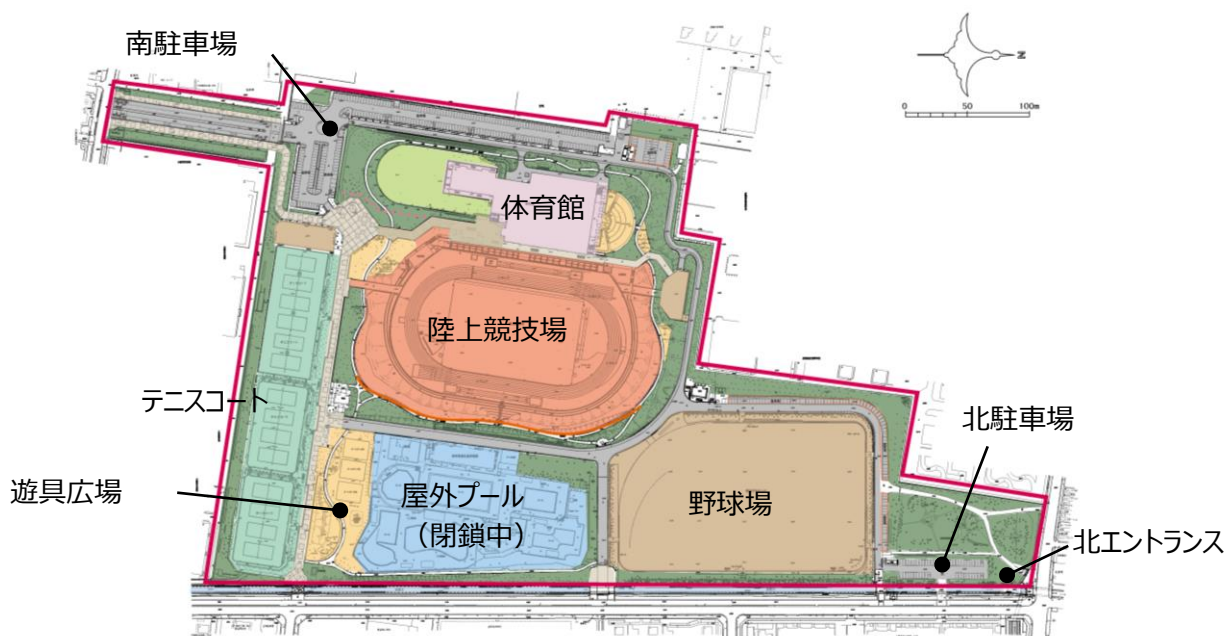 南駐車場
N
0 50 100m
体育館
陸上競技場
テニスコート
北駐車場
遊具広場
屋外プール
（閉鎖中）
野球場
北エントランス